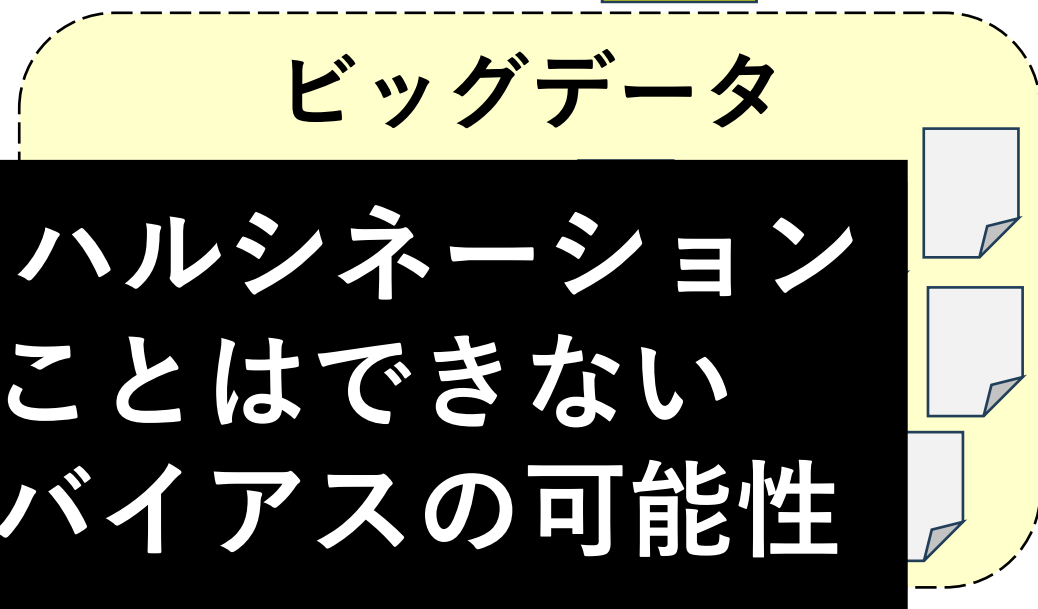 ビッグデータ
ハルシネーション
ことはできない
バイアスの可能性